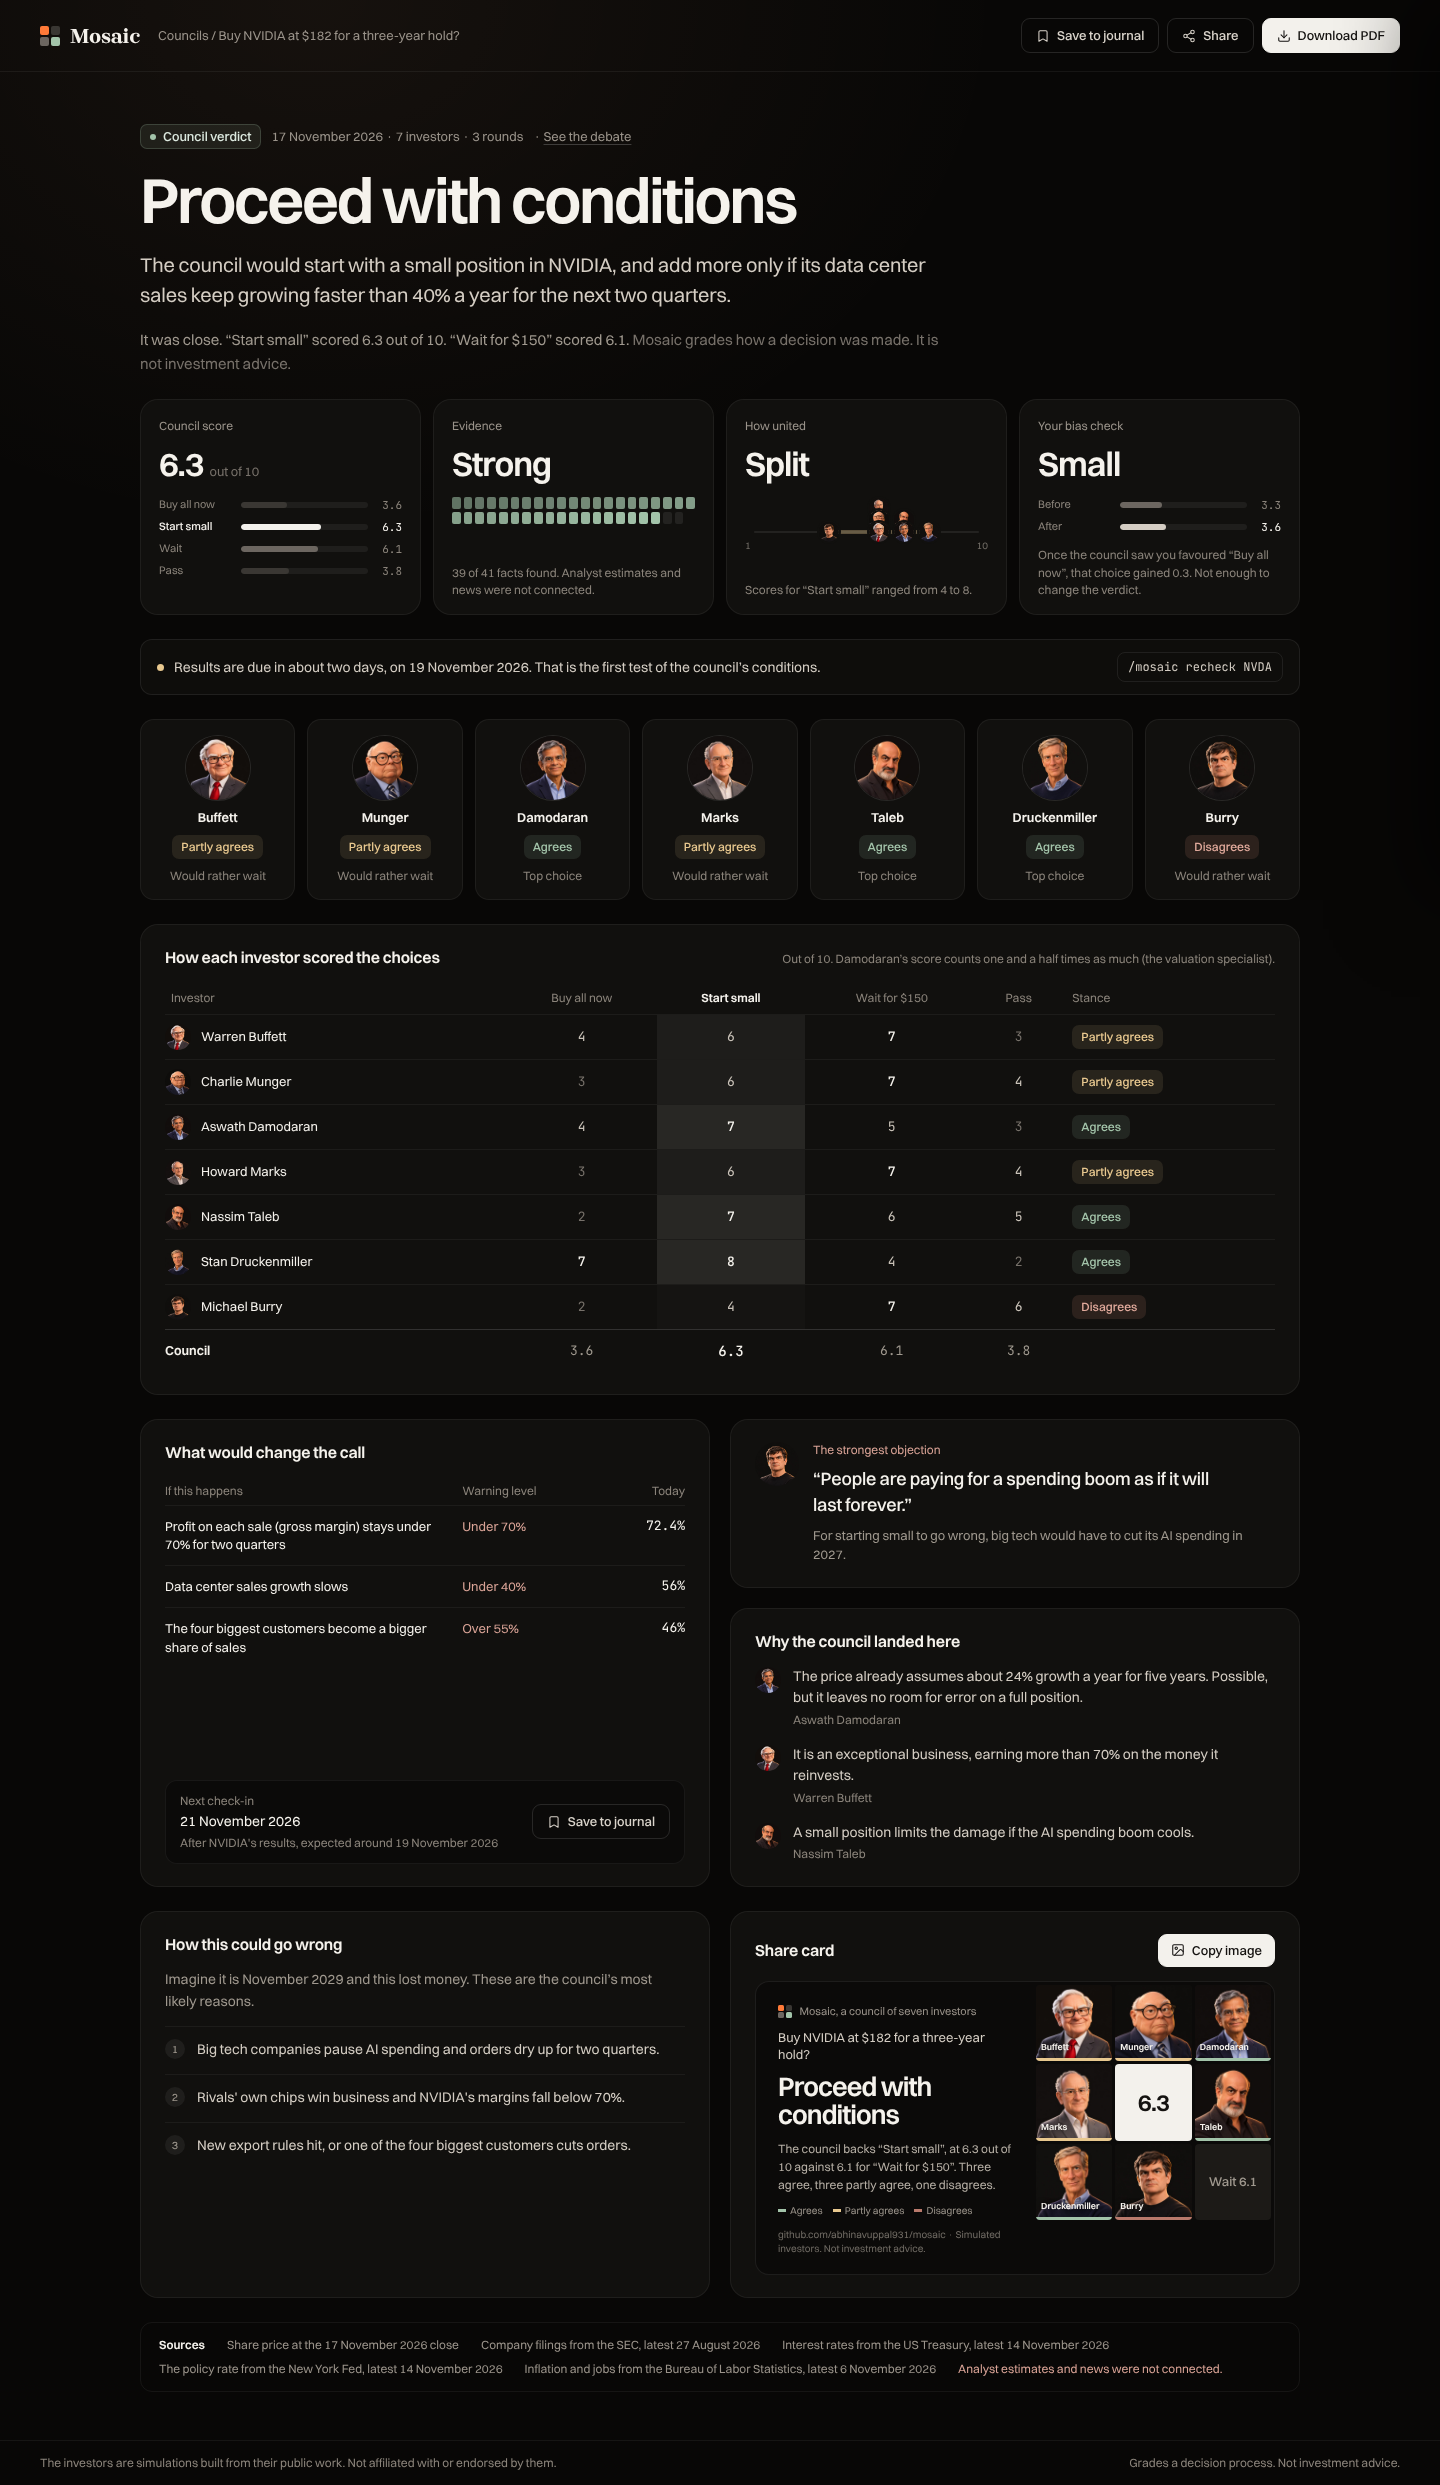 Mosaic
Councils / Buy NVIDIA at $182 for a three-year hold?
Save to journal
Share
Download PDF
Council verdict
17 November 2026 · 7 investors · 3 rounds · See the debate
Proceed with conditions
The council would start with a small position in NVIDIA, and add more only if its data center
sales keep growing faster than 40% a year for the next two quarters.
It was close. “Start small” scored 6.3 out of 10. “Wait for $150” scored 6.1. Mosaic grades how a decision was made. It is
not investment advice.
Council score
6.3 out of 10
Buy all now 3.6
Start small 6.3
Wait 6.1
Pass 3.8
Evidence
Strong
39 of 41 facts found. Analyst estimates and
news were not connected.
How united
Split
1 10
Scores for “Start small” ranged from 4 to 8.
Your bias check
Small
Before 3.3
After 3.6
Once the council saw you favoured “Buy all
now”, that choice gained 0.3. Not enough to
change the verdict.
Results are due in about two days, on 19 November 2026. That is the first test of the council’s conditions.
/mosaic recheck NVDA
Buffett
Partly agrees
Would rather wait
Munger
Partly agrees
Would rather wait
Damodaran
Agrees
Top choice
Marks
Partly agrees
Would rather wait
Taleb
Agrees
Top choice
Druckenmiller
Agrees
Top choice
Burry
Disagrees
Would rather wait
How each investor scored the choices
Out of 10. Damodaran’s score counts one and a half times as much (the valuation specialist).
Investor Buy all now Start small Wait for $150 Pass Stance
Warren Buffett 4 6 7 3 Partly agrees
Charlie Munger 3 6 7 4 Partly agrees
Aswath Damodaran 4 7 5 3 Agrees
Howard Marks 3 6 7 4 Partly agrees
Nassim Taleb 2 7 6 5 Agrees
Stan Druckenmiller 7 8 4 2 Agrees
Michael Burry 2 4 7 6 Disagrees
Council 3.6 6.3 6.1 3.8
What would change the call
If this happens Warning level Today
Profit on each sale (gross margin) stays under
70% for two quarters
Under 70% 72.4%
Data center sales growth slows Under 40% 56%
The four biggest customers become a bigger
share of sales
Over 55% 46%
Next check-in
21 November 2026
After NVIDIA’s results, expected around 19 November 2026
Save to journal
The strongest objection
“People are paying for a spending boom as if it will
last forever.”
For starting small to go wrong, big tech would have to cut its AI spending in
2027.
Why the council landed here
The price already assumes about 24% growth a year for five years. Possible,
but it leaves no room for error on a full position.
Aswath Damodaran
It is an exceptional business, earning more than 70% on the money it
reinvests.
Warren Buffett
A small position limits the damage if the AI spending boom cools.
Nassim Taleb
How this could go wrong
Imagine it is November 2029 and this lost money. These are the council’s most
likely reasons.
1 Big tech companies pause AI spending and orders dry up for two quarters.
2 Rivals’ own chips win business and NVIDIA’s margins fall below 70%.
3 New export rules hit, or one of the four biggest customers cuts orders.
Share card
Copy image
Mosaic, a council of seven investors
Buy NVIDIA at $182 for a three-year
hold?
Proceed with
conditions
The council backs “Start small”, at 6.3 out of
10 against 6.1 for “Wait for $150”. Three
agree, three partly agree, one disagrees.
Agrees Partly agrees Disagrees
github.com/abhinavuppal931/mosaic · Simulated
investors. Not investment advice.
Buffett Munger Damodaran
Marks 6.3 Taleb
Druckenmiller Burry Wait 6.1
Sources Share price at the 17 November 2026 close Company filings from the SEC, latest 27 August 2026 Interest rates from the US Treasury, latest 14 November 2026
The policy rate from the New York Fed, latest 14 November 2026 Inflation and jobs from the Bureau of Labor Statistics, latest 6 November 2026 Analyst estimates and news were not connected.
The investors are simulations built from their public work. Not affiliated with or endorsed by them.
Grades a decision process. Not investment advice.